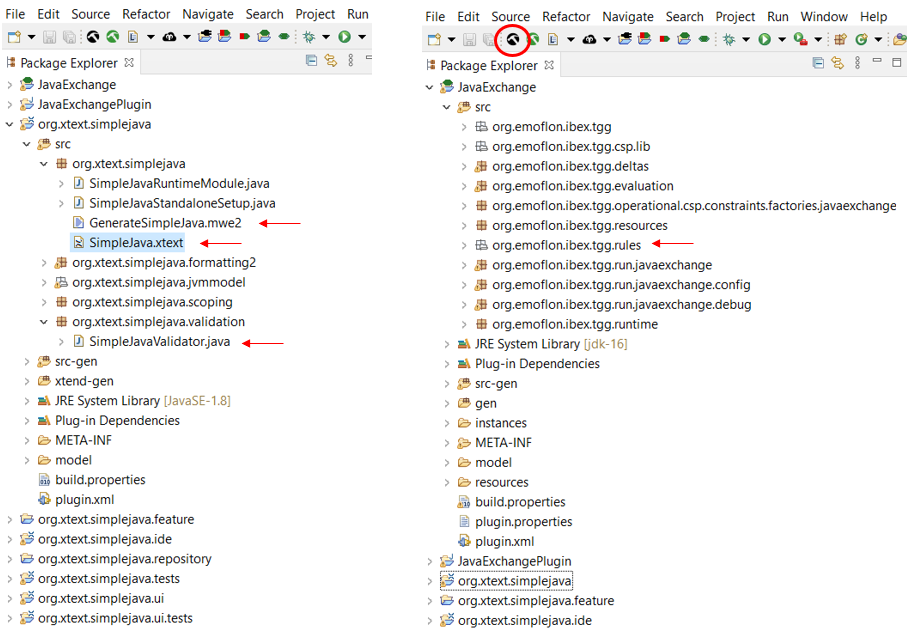 File Edit Source Refactor Navigate Search Project Run
Package Explorer
JavaExchange
JavaExchangePlugin
org.xtext.simplejava
src
org.xtext.simplejava
SimpleJavaRuntimeModule.java
SimpleJavaStandaloneSetup.java
GenerateSimpleJava.mwe2
SimpleJava.xtext
org.xtext.simplejava.formatting2
org.xtext.simplejava.jvmmodel
org.xtext.simplejava.scoping
org.xtext.simplejava.validation
SimpleJavaValidator.java
src-gen
xtend-gen
JRE System Library [JavaSE-1.8]
Plug-in Dependencies
META-INF
model
build.properties
plugin.xml
org.xtext.simplejava.feature
org.xtext.simplejava.ide
org.xtext.simplejava.repository
org.xtext.simplejava.tests
org.xtext.simplejava.ui
org.xtext.simplejava.ui.tests
File Edit Source Refactor Navigate Search Project Run Window Help
Package Explorer
JavaExchange
src
org.emoflon.ibex.tgg
org.emoflon.ibex.tgg.csp.lib
org.emoflon.ibex.tgg.deltas
org.emoflon.ibex.tgg.evaluation
org.emoflon.ibex.tgg.operational.csp.constraints.factories.javaexchange
org.emoflon.ibex.tgg.resources
org.emoflon.ibex.tgg.rules
org.emoflon.ibex.tgg.run.javaexchange
org.emoflon.ibex.tgg.run.javaexchange.config
org.emoflon.ibex.tgg.run.javaexchange.debug
org.emoflon.ibex.tgg.runtime
JRE System Library [jdk-16]
Plug-in Dependencies
src-gen
gen
instances
META-INF
model
resources
build.properties
plugin.properties
plugin.xml
JavaExchangePlugin
org.xtext.simplejava
org.xtext.simplejava.feature
org.xtext.simplejava.ide